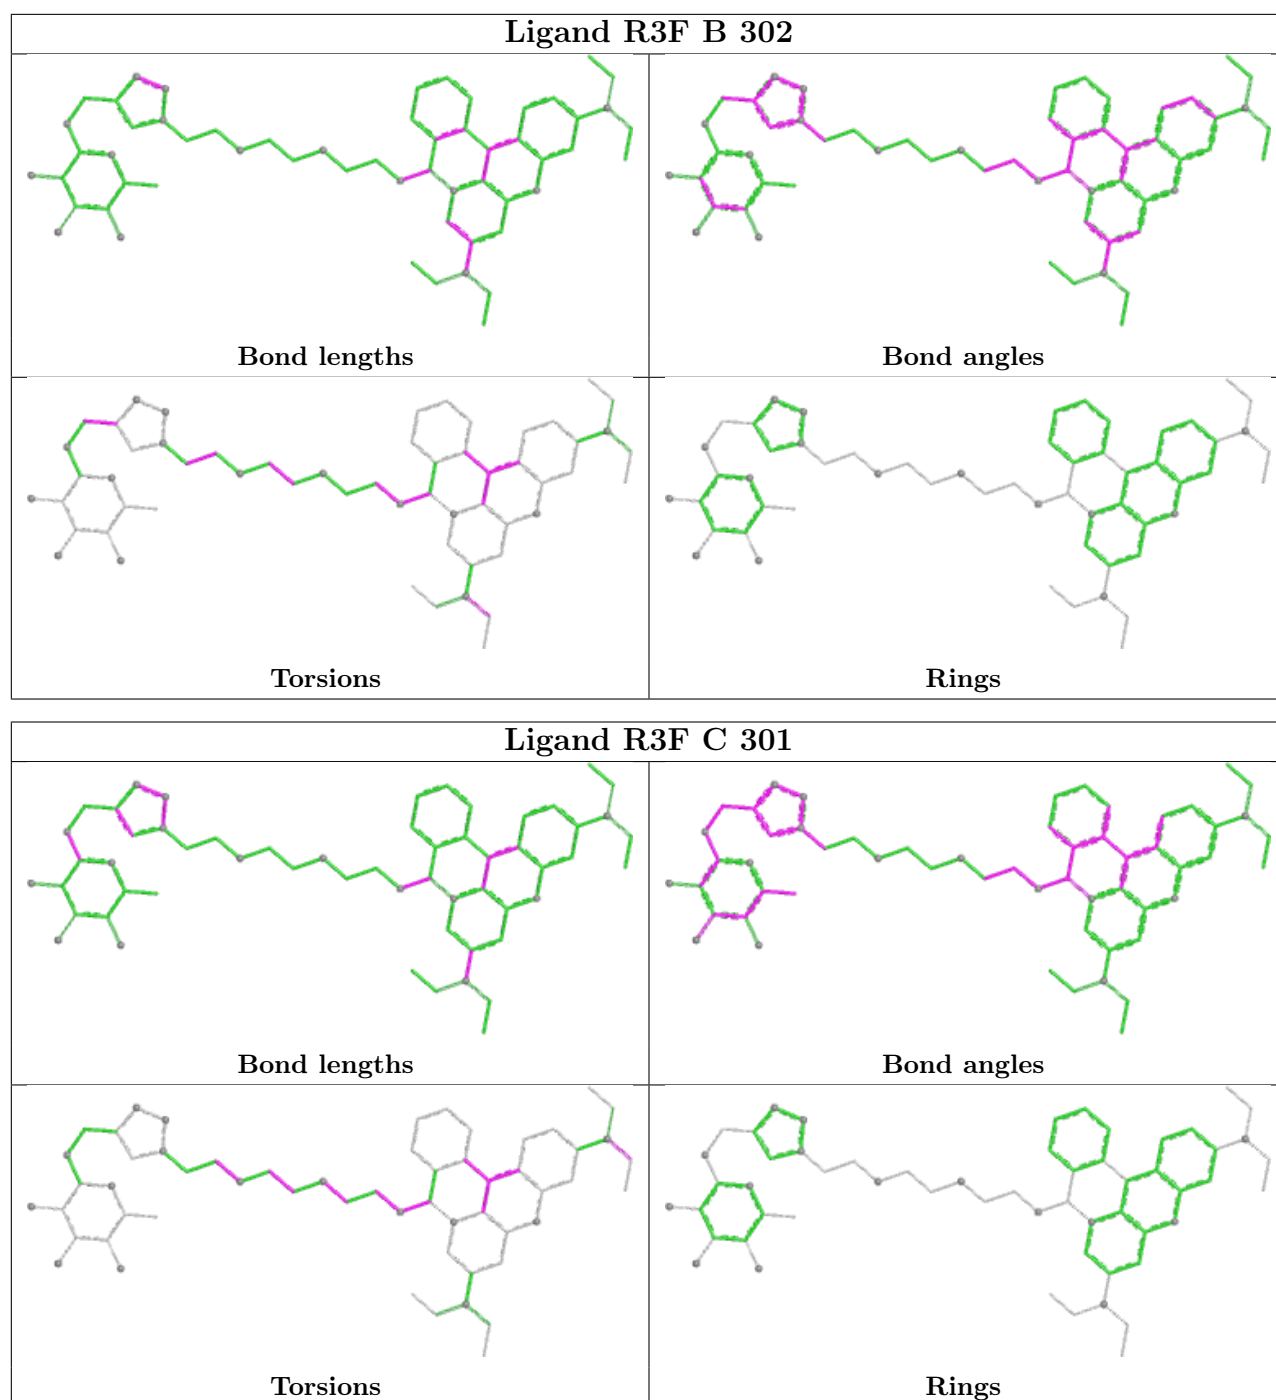 Ligand R3F B 302
Bond lengths
Bond angles
Torsions
Rings
Ligand R3F C 301
Bond lengths
Bond angles
Torsions
Rings